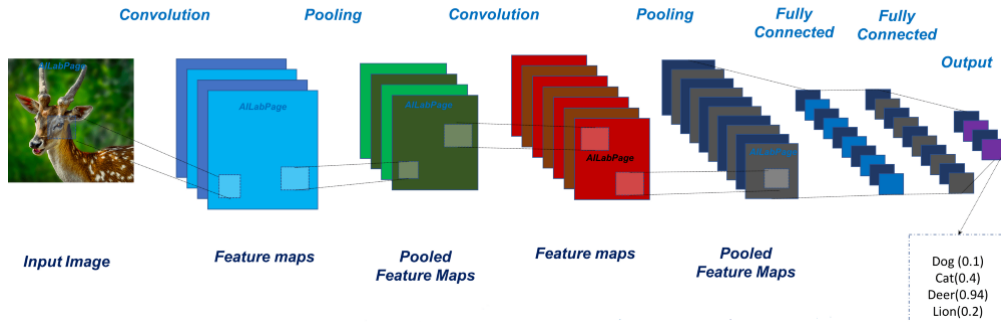 Convolution
Pooling
Convolution
Pooling
Fully
Connected
Fully
Connected
Output
AILabPage
AILabPage
AILabPage
AILabPage
AILabPage
Input Image
Feature maps
Pooled
Feature Maps
Feature maps
Pooled
Feature Maps
Dog (0.1)
Cat(0.4)
Deer(0.94)
Lion(0.2)